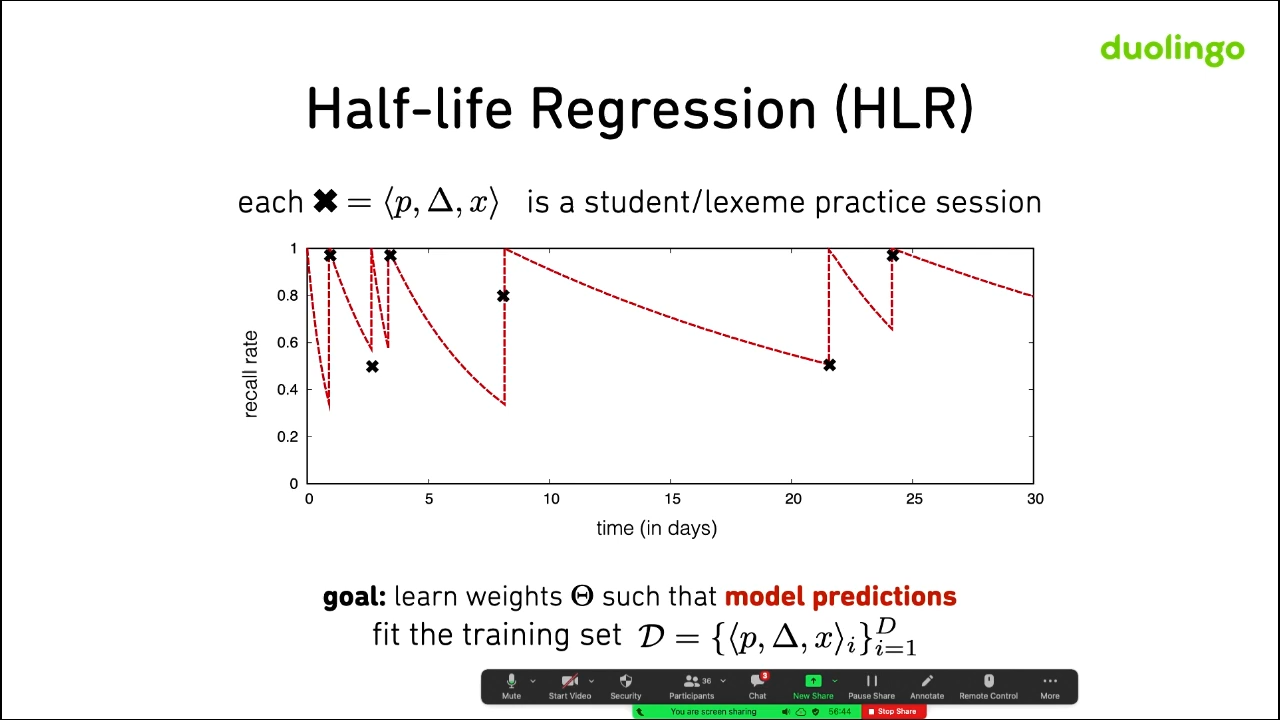 duolingo
Half-life Regression (HLR)
each ✖ = ⟨p, Δ, x⟩ is a student/lexeme practice session
1
0.8
0.6
0.4
0.2
0
recall rate
0 5 10 15 20 25 30
time (in days)
goal: learn weights Θ such that model predictions
fit the training set 𝒟 = {⟨p, Δ, x⟩ᵢ}ᴰᵢ₌₁
36 3
Mute Start Video Security Participants Chat New Share Pause Share Annotate Remote Control More
You are screen sharing 56:44 Stop Share